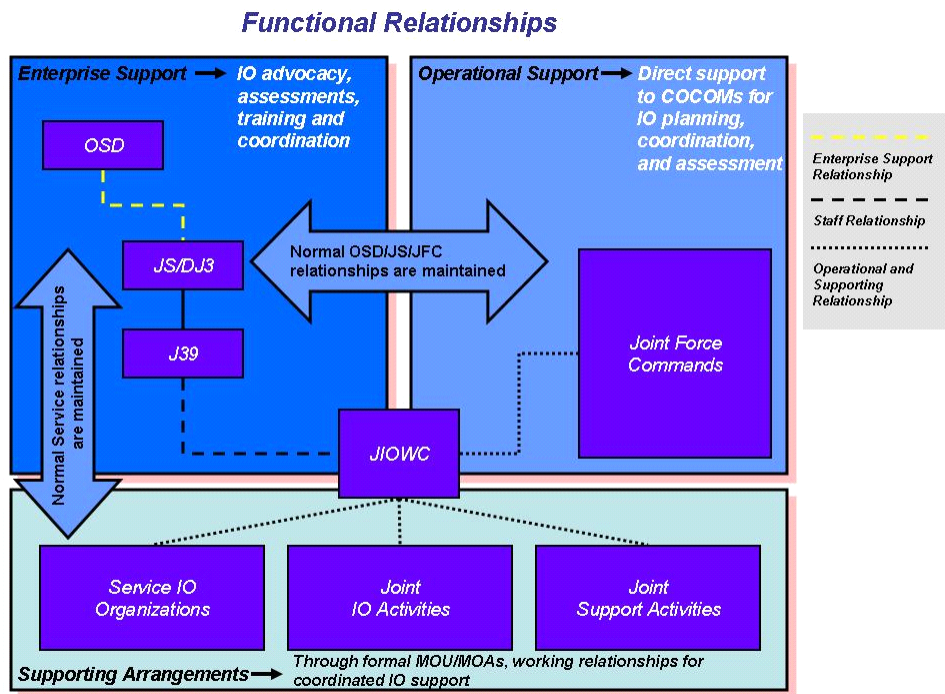 Functional Relationships
Enterprise Support
IO advocacy,
assessments,
training and
coordination
Operational Support
Direct support
to COCOMs for
IO planning,
coordination,
and assessment
OSD
JS/DJ3
J39
Normal OSD/JS/JFC
relationships are maintained
Normal Service relationships
are maintained
Joint Force
Commands
JIOWC
Enterprise Support
Relationship
Staff Relationship
Operational and
Supporting
Relationship
Service IO
Organizations
Joint
IO Activities
Joint
Support Activities
Supporting Arrangements
Through formal MOU/MOAs, working relationships for
coordinated IO support